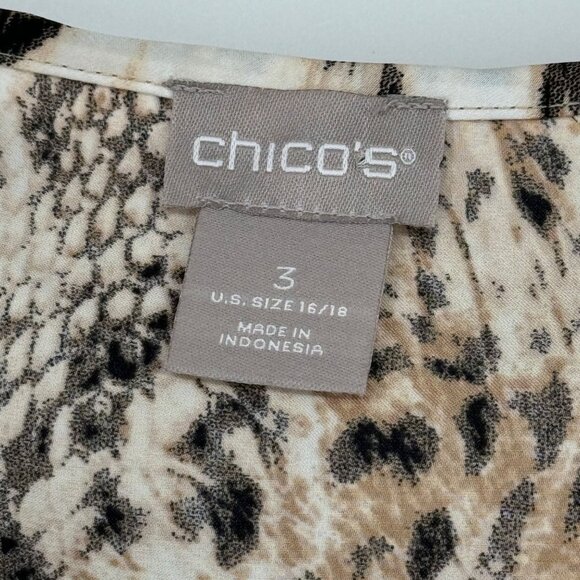 chico's®
3
U.S. SIZE 16/18
MADE IN
INDONESIA